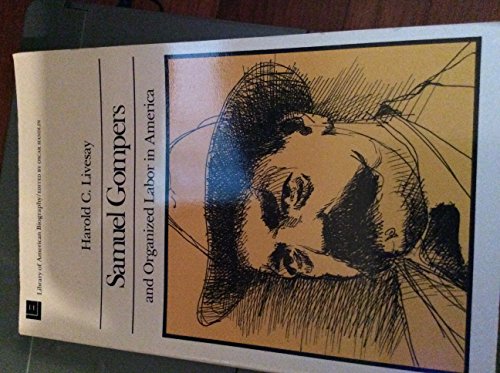 Library of American Biography/EDITED BY OSCAR HANDLIN
Harold C. Livesay
Samuel Gompers
and Organized Labor in America